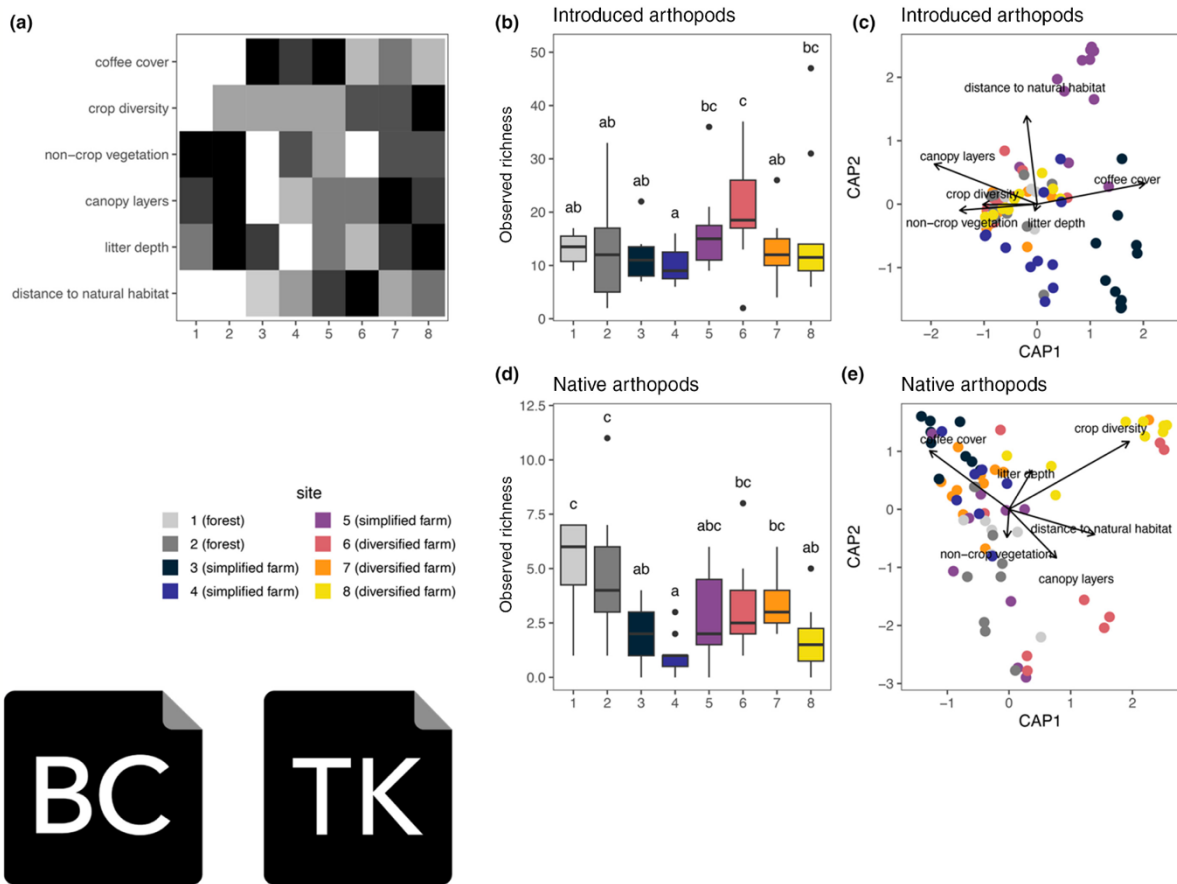 (a)
coffee cover
crop diversity
non−crop vegetation
canopy layers
litter depth
distance to natural habitat
1 2 3 4 5 6 7 8
(b)
Introduced arthopods
Observed richness
50
40
30
20
10
0
ab
ab
ab
a
bc
c
ab
bc
1 2 3 4 5 6 7 8
(c)
Introduced arthopods
CAP2
2
1
0
−1
distance to natural habitat
canopy layers
coffee cover
crop diversity
non−crop vegetation
litter depth
−2 −1 0 1 2
CAP1
site
1 (forest)
2 (forest)
3 (simplified farm)
4 (simplified farm)
5 (simplified farm)
6 (diversified farm)
7 (diversified farm)
8 (diversified farm)
(d)
Native arthopods
Observed richness
12.5
10.0
7.5
5.0
2.5
0.0
c
c
ab
a
abc
bc
bc
ab
1 2 3 4 5 6 7 8
(e)
Native arthopods
CAP2
1
0
−1
−2
−3
coffee cover
crop diversity
litter depth
distance to natural habitat
non−crop vegetation
canopy layers
−1 0 1 2
CAP1
BC
TK